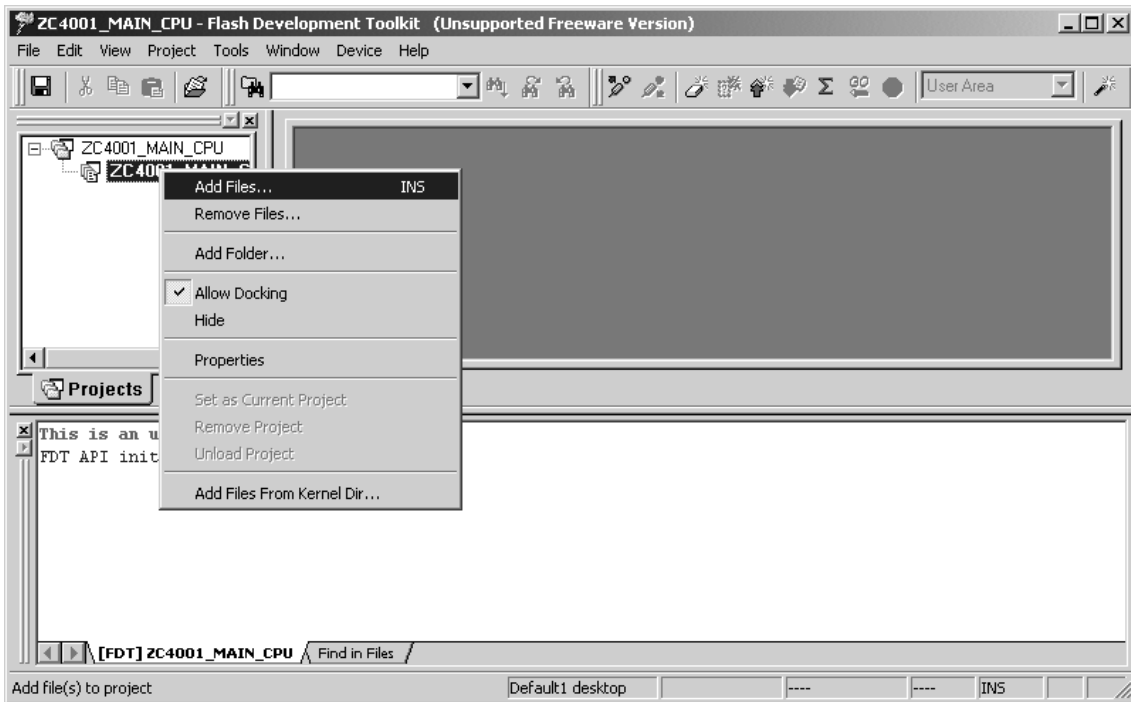 ZC4001_MAIN_CPU - Flash Development Toolkit (Unsupported Freeware Version)
File Edit View Project Tools Window Device Help
GO User Area
ZC4001_MAIN_CPU
Add Files... INS
Remove Files...
Add Folder...
Allow Docking
Hide
Properties
Set as Current Project
Remove Project
Unload Project
Add Files From Kernel Dir...
Projects
This is an u
FDT API init
[FDT] ZC4001_MAIN_CPU Find in Files
Add file(s) to project Default1 desktop ---- ---- INS